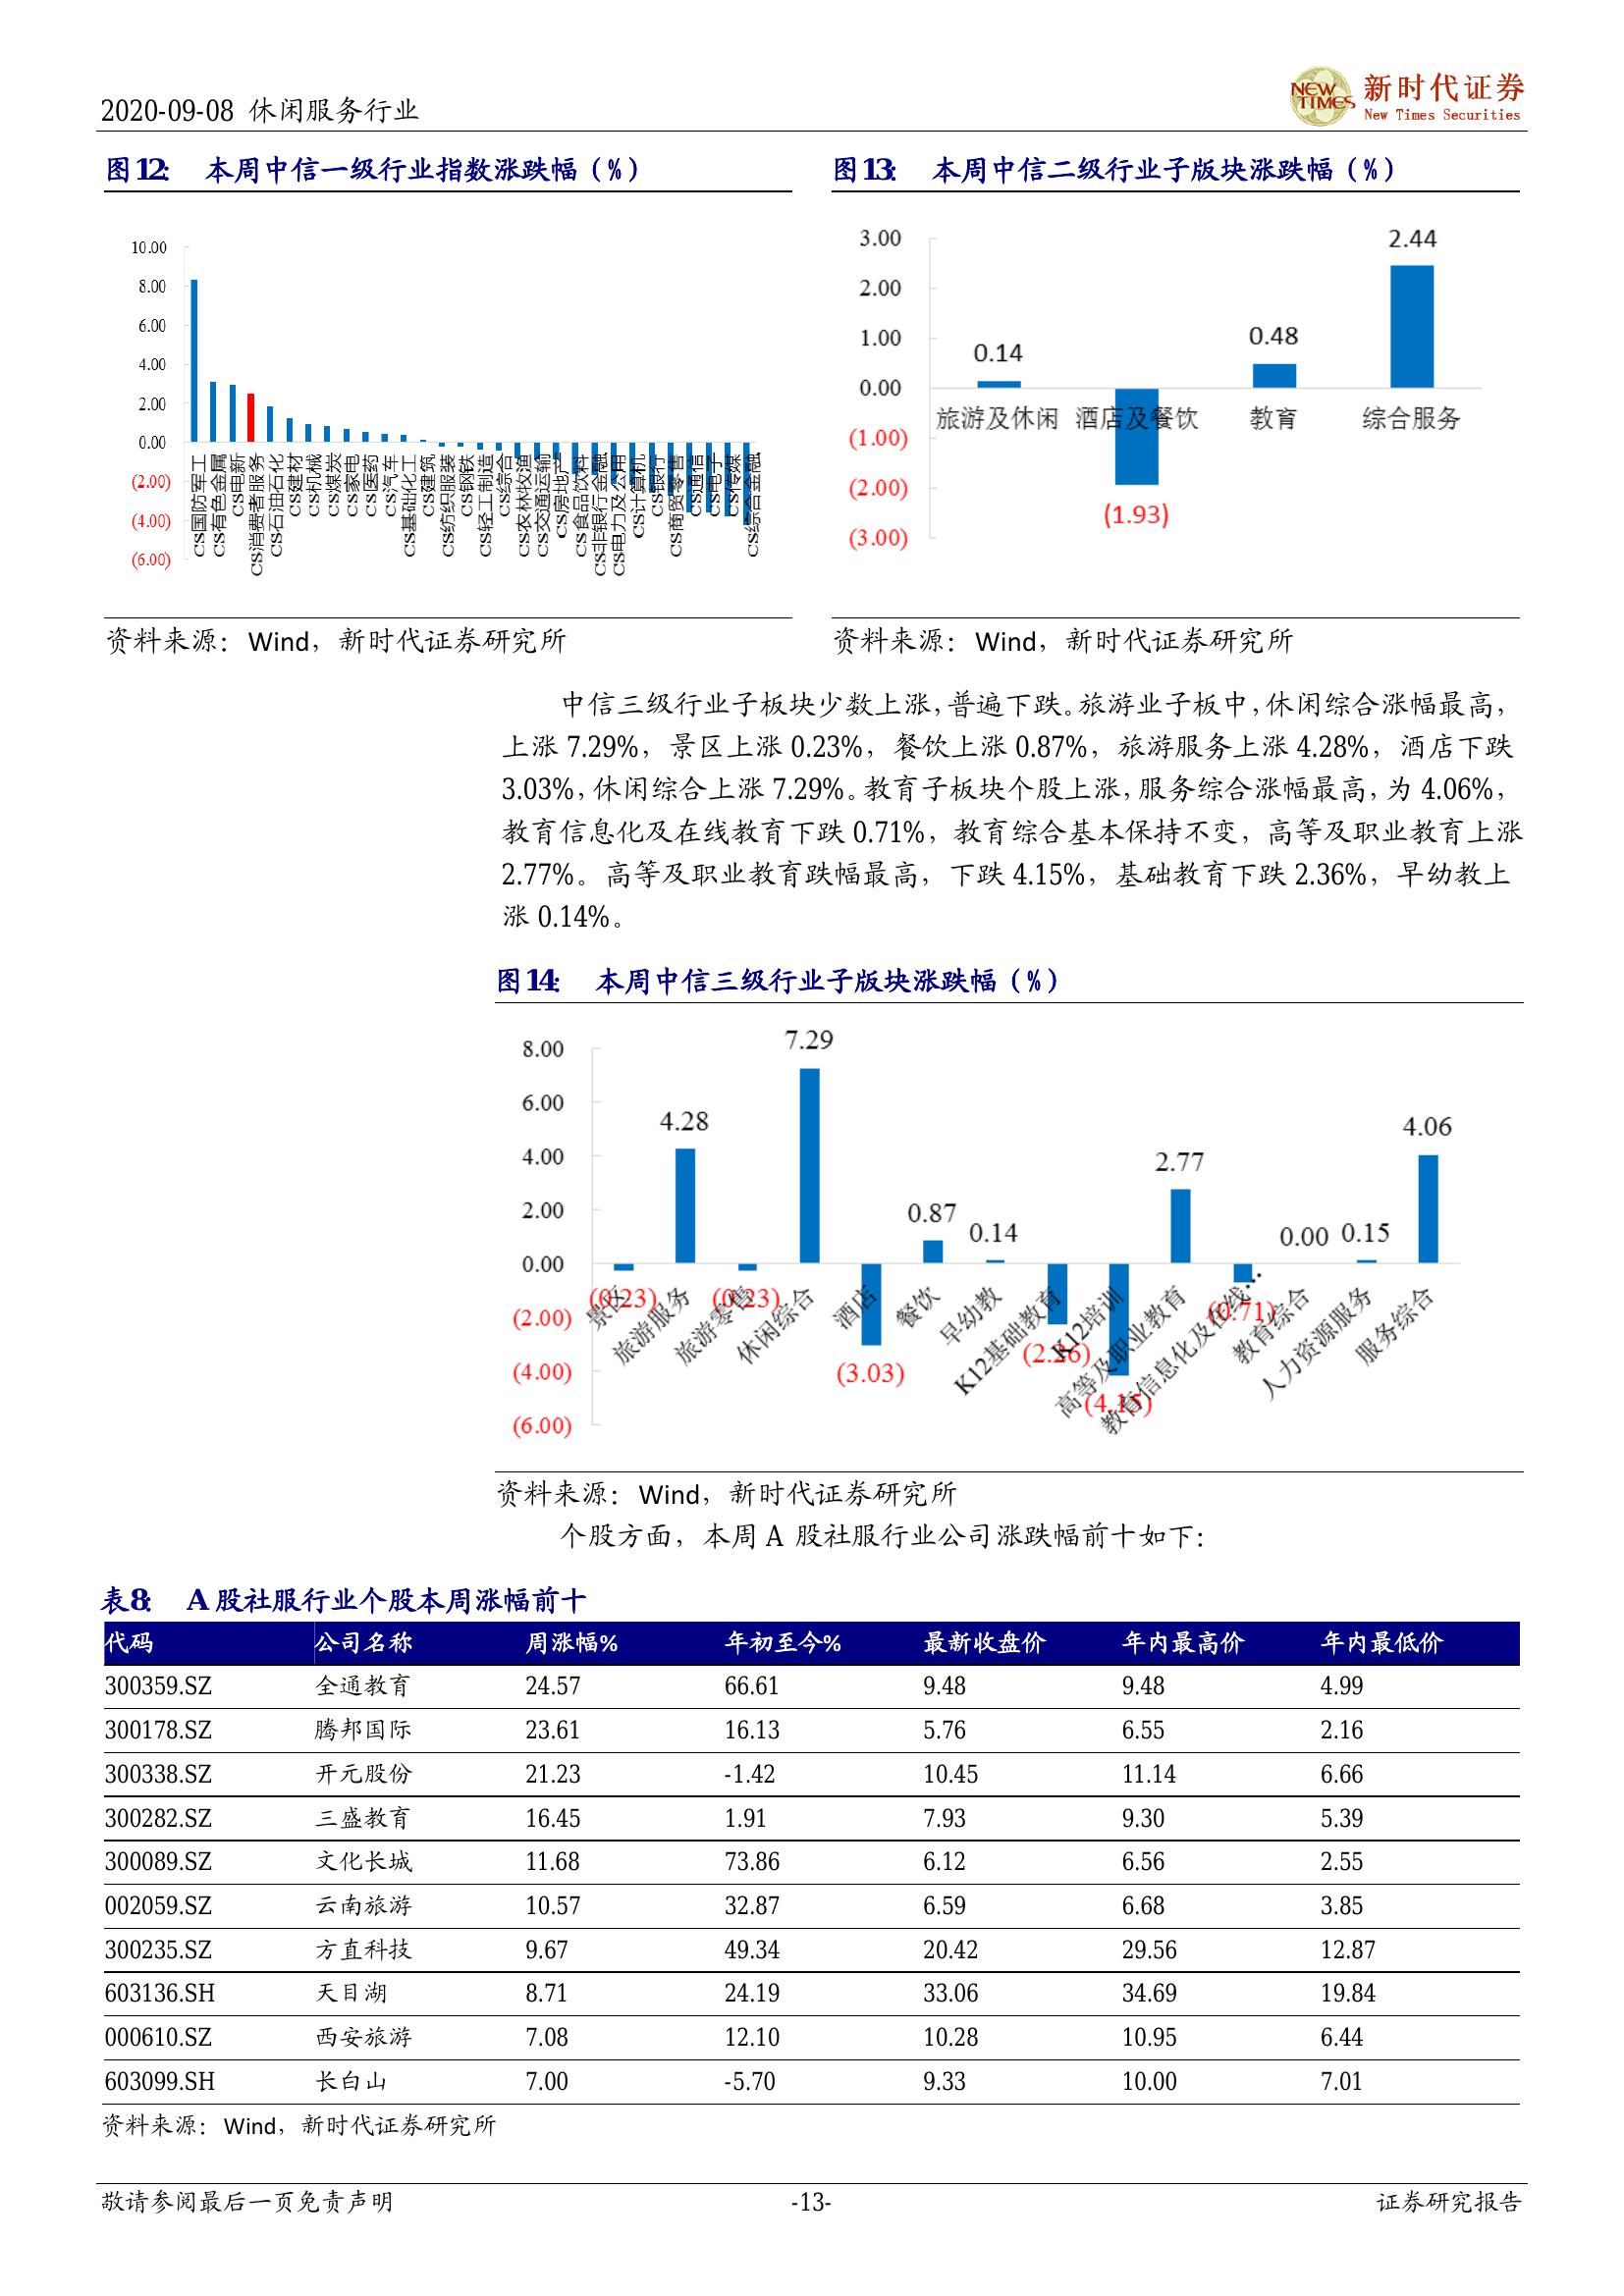 2020-09-08 休闲服务行业
NEW TIMES
新时代证券
New Times Securities
图12: 本周中信一级行业指数涨跌幅（%）
10.00
8.00
6.00
4.00
2.00
0.00
(2.00)
(4.00)
(6.00)
CS国防军工
CS有色金属
CS电新
CS消费者服务
CS石油石化
CS建材
CS机械
CS煤炭
CS家电
CS医药
CS汽车
CS基础化工
CS建筑
CS纺织服装
CS钢铁
CS轻工制造
CS综合
CS农林牧渔
CS交通运输
CS房地产
CS食品饮料
CS非银行金融
CS电力及公用
CS计算机
CS银行
CS商贸零售
CS通信
CS电子
CS传媒
CS综合金融
资料来源：Wind，新时代证券研究所
图13: 本周中信二级行业子版块涨跌幅（%）
3.00
2.00
1.00
0.00
(1.00)
(2.00)
(3.00)
0.14
(1.93)
0.48
2.44
旅游及休闲
酒店及餐饮
教育
综合服务
资料来源：Wind，新时代证券研究所
中信三级行业子板块少数上涨，普遍下跌。旅游业子板中，休闲综合涨幅最高，
上涨 7.29%，景区上涨 0.23%，餐饮上涨 0.87%，旅游服务上涨 4.28%，酒店下跌
3.03%，休闲综合上涨 7.29%。教育子板块个股上涨，服务综合涨幅最高，为 4.06%，
教育信息化及在线教育下跌 0.71%，教育综合基本保持不变，高等及职业教育上涨
2.77%。高等及职业教育跌幅最高，下跌 4.15%，基础教育下跌 2.36%，早幼教上
涨 0.14%。
图14: 本周中信三级行业子版块涨跌幅（%）
8.00
6.00
4.00
2.00
0.00
(2.00)
(4.00)
(6.00)
(0.23)
4.28
(0.23)
7.29
(3.03)
0.87
0.14
2.77
(0.71)
0.00
0.15
4.06
(4.15)
景区
旅游服务
旅游零售
休闲综合
酒店
餐饮
早幼教
K12基础教育
K12培训
高等及职业教育
教育信息化及在线…
教育综合
人力资源服务
服务综合
资料来源：Wind，新时代证券研究所
个股方面，本周 A 股社服行业公司涨跌幅前十如下：
表8: A 股社服行业个股本周涨幅前十
代码 公司名称 周涨幅% 年初至今% 最新收盘价 年内最高价 年内最低价
300359.SZ 全通教育 24.57 66.61 9.48 9.48 4.99
300178.SZ 腾邦国际 23.61 16.13 5.76 6.55 2.16
300338.SZ 开元股份 21.23 -1.42 10.45 11.14 6.66
300282.SZ 三盛教育 16.45 1.91 7.93 9.30 5.39
300089.SZ 文化长城 11.68 73.86 6.12 6.56 2.55
002059.SZ 云南旅游 10.57 32.87 6.59 6.68 3.85
300235.SZ 方直科技 9.67 49.34 20.42 29.56 12.87
603136.SH 天目湖 8.71 24.19 33.06 34.69 19.84
000610.SZ 西安旅游 7.08 12.10 10.28 10.95 6.44
603099.SH 长白山 7.00 -5.70 9.33 10.00 7.01
资料来源：Wind，新时代证券研究所
敬请参阅最后一页免责声明
-13-
证券研究报告